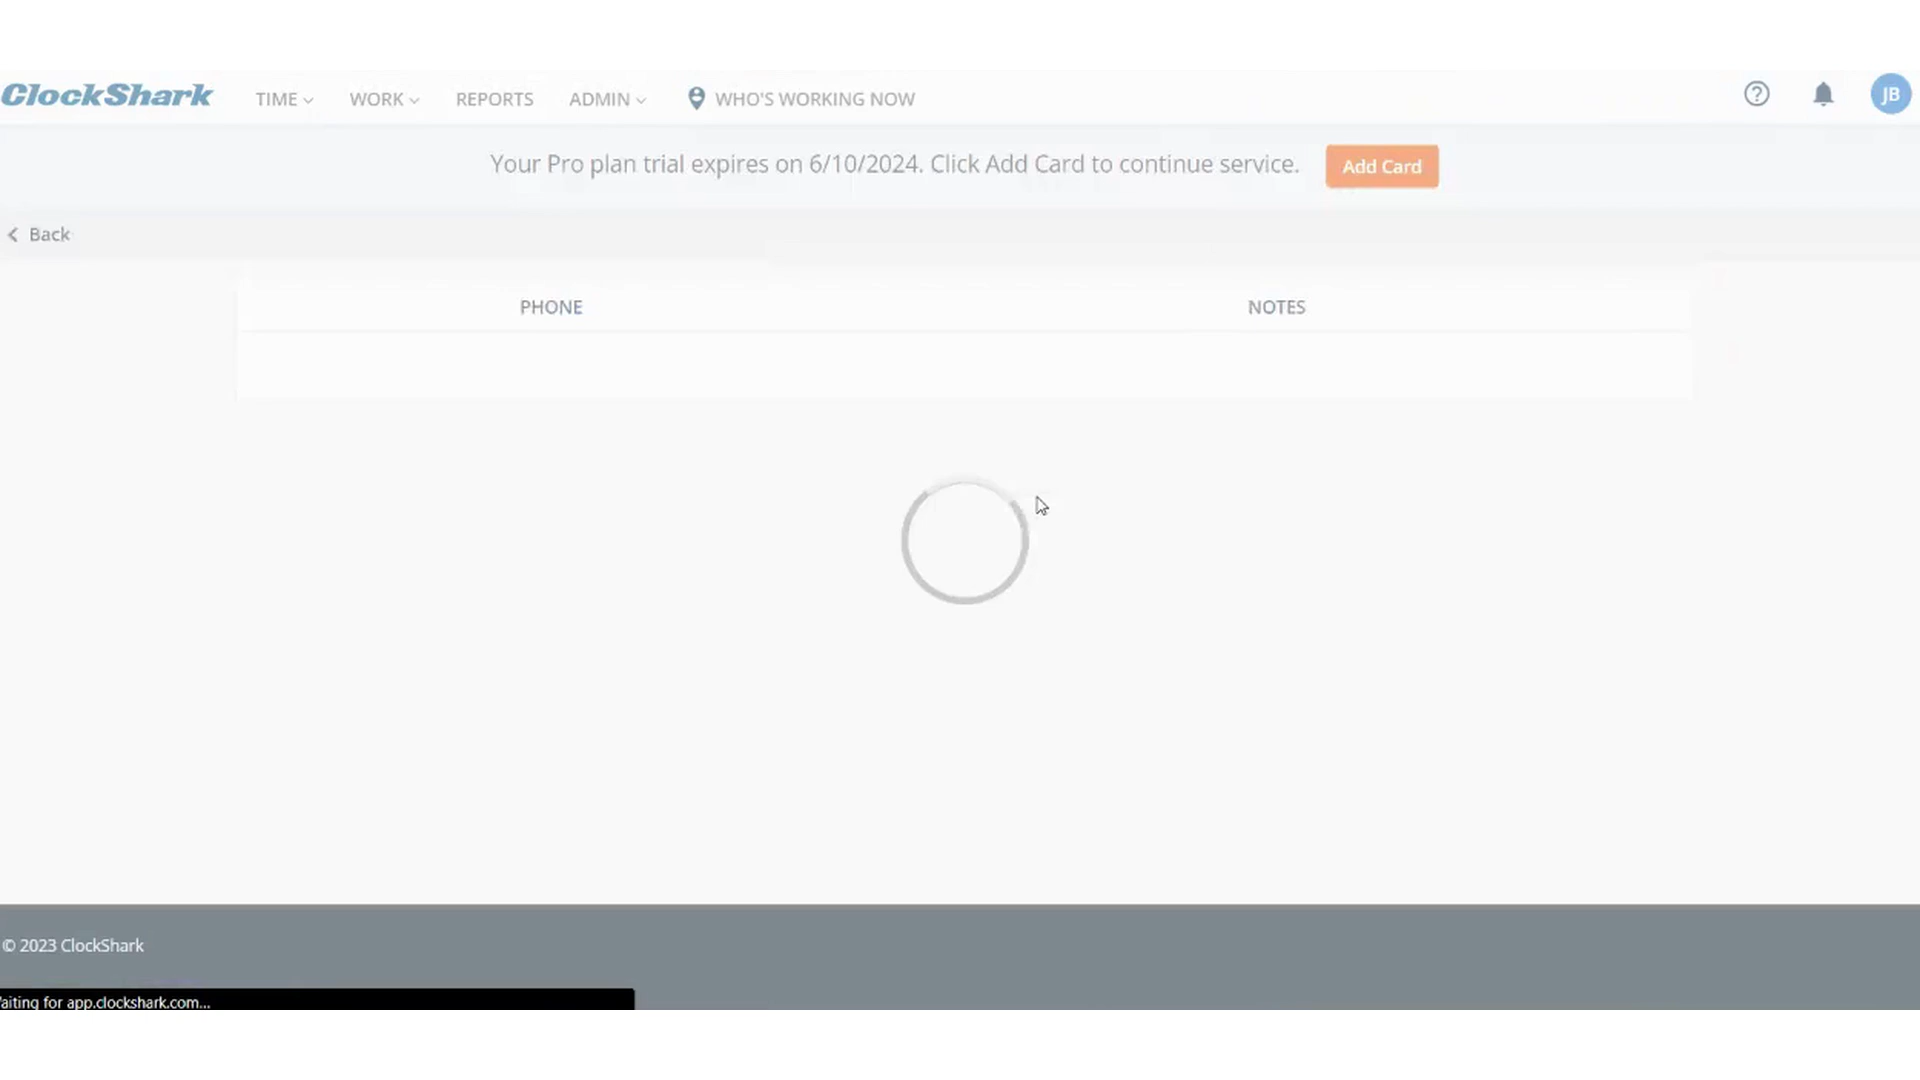 ClockShark TIME WORK REPORTS ADMIN WHO'S WORKING NOW ? JB
Your Pro plan trial expires on 6/10/2024. Click Add Card to continue service. Add Card
Back
PHONE NOTES
© 2023 ClockShark
aiting for app.clockshark.com...